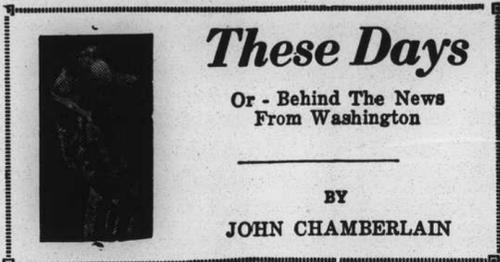 These Days
Or - Behind The News
From Washington
BY
JOHN CHAMBERLAIN